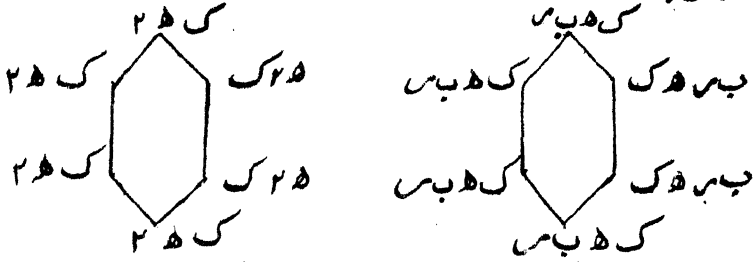 ک ھ بر ک ھ ۲
بر ھ ک ک ھ بر ھ ۲ ک ک ھ ۲
بر ھ ک ک ھ بر ھ ۲ ک ک ھ ۲
ک ھ بر ک ھ ۲